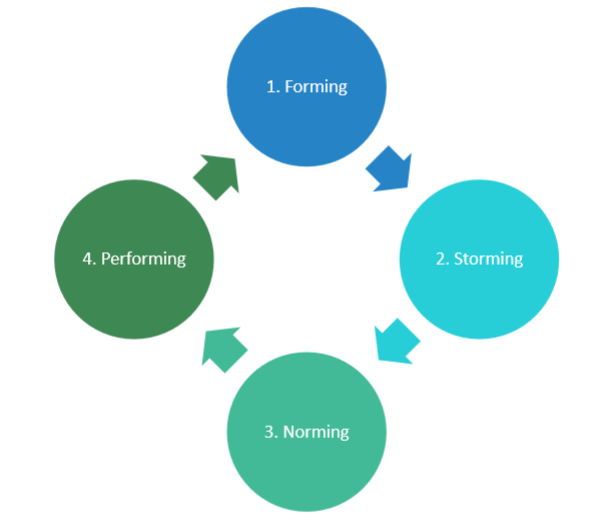 1. Forming
2. Storming
3. Norming
4. Performing